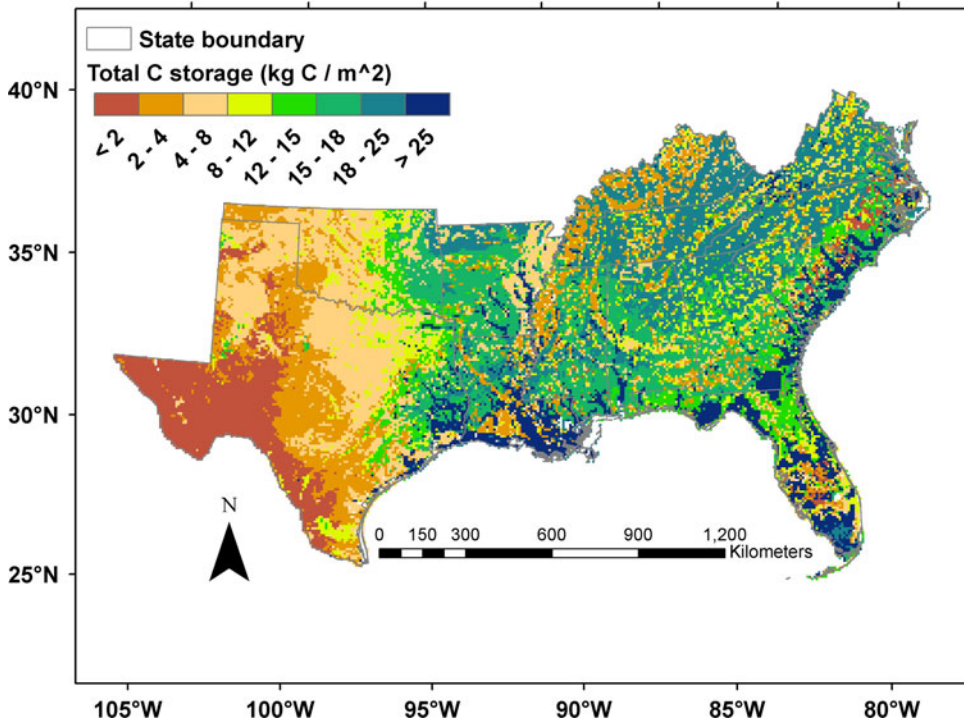 State boundary
Total C storage (kg C / m^2)
< 2
2 - 4
4 - 8
8 - 12
12 - 15
15 - 18
18 - 25
> 25
40°N
35°N
30°N
25°N
N
0 150 300 600 900 1,200
Kilometers
105°W 100°W 95°W 90°W 85°W 80°W